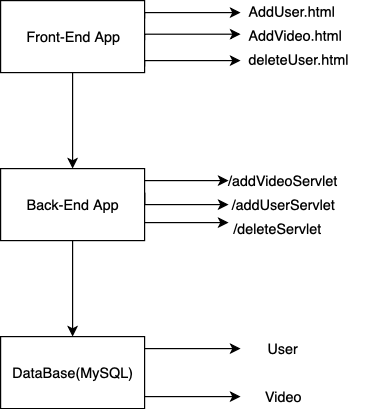 Front-End App
AddUser.html
AddVideo.html
deleteUser.html
Back-End App
/addVideoServlet
/addUserServlet
/deleteServlet
DataBase(MySQL)
User
Video